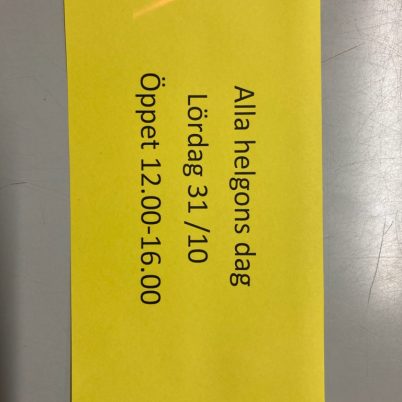 Alla helgons dag
Lördag 31 /10
Öppet 12.00-16.00